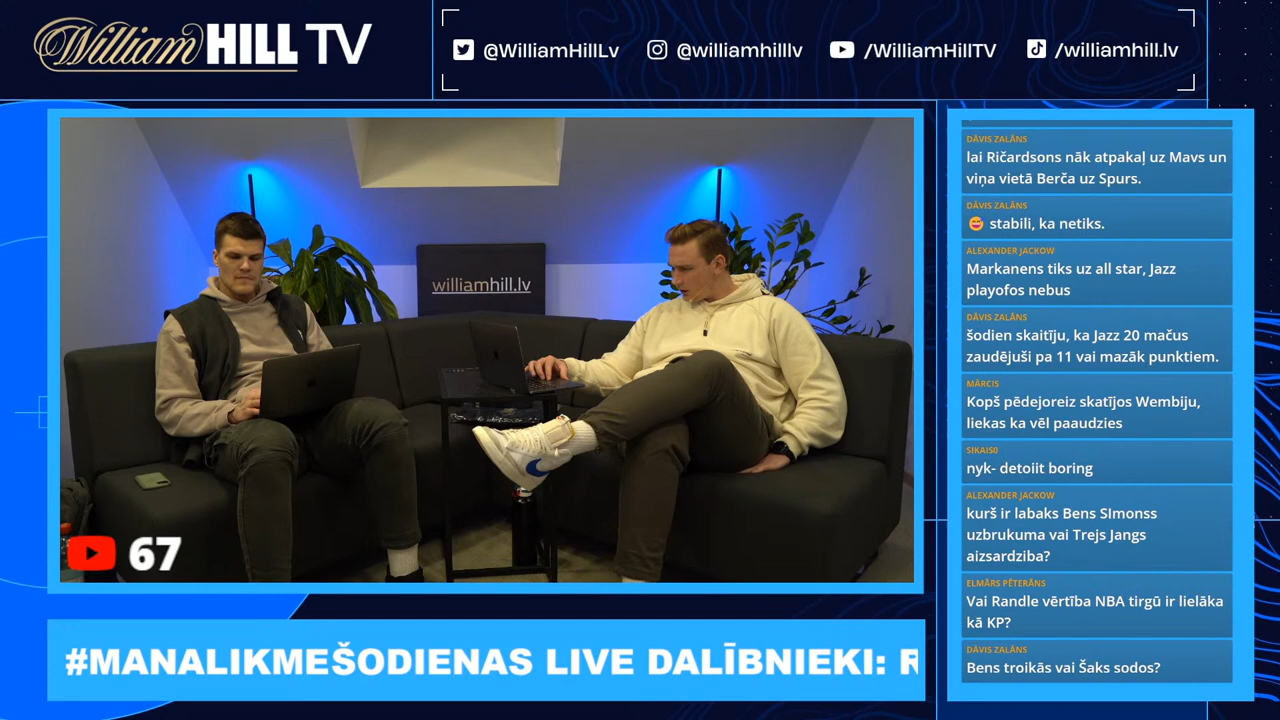 William HILL TV
@WilliamHillLv
@williamhilllv
/WilliamHillTV
/williamhill.lv
williamhill.lv
67
#MANALIKMEŠODIENAS LIVE DALĪBNIEKI:
DĀVIS ZALĀNS
lai Ričardsons nāk atpakaļ uz Mavs un
viņa vietā Berča uz Spurs.
DĀVIS ZALĀNS
😅 stabili, ka netiks.
ALEXANDER JACKOW
Markanens tiks uz all star, Jazz
playofos nebus
DĀVIS ZALĀNS
šodien skaitīju, ka Jazz 20 mačus
zaudējuši pa 11 vai mazāk punktiem.
MĀRCIS
Kopš pēdejoreiz skatījos Wembiju,
liekas ka vēl paaudzies
SIKAIS0
nyk- detoiit boring
ALEXANDER JACKOW
kurš ir labaks Bens SImonss
uzbrukuma vai Trejs Jangs
aizsardziba?
ELMĀRS PĒTERĀNS
Vai Randle vērtība NBA tirgū ir lielāka
kā KP?
DĀVIS ZALĀNS
Bens troikās vai Šaks sodos?